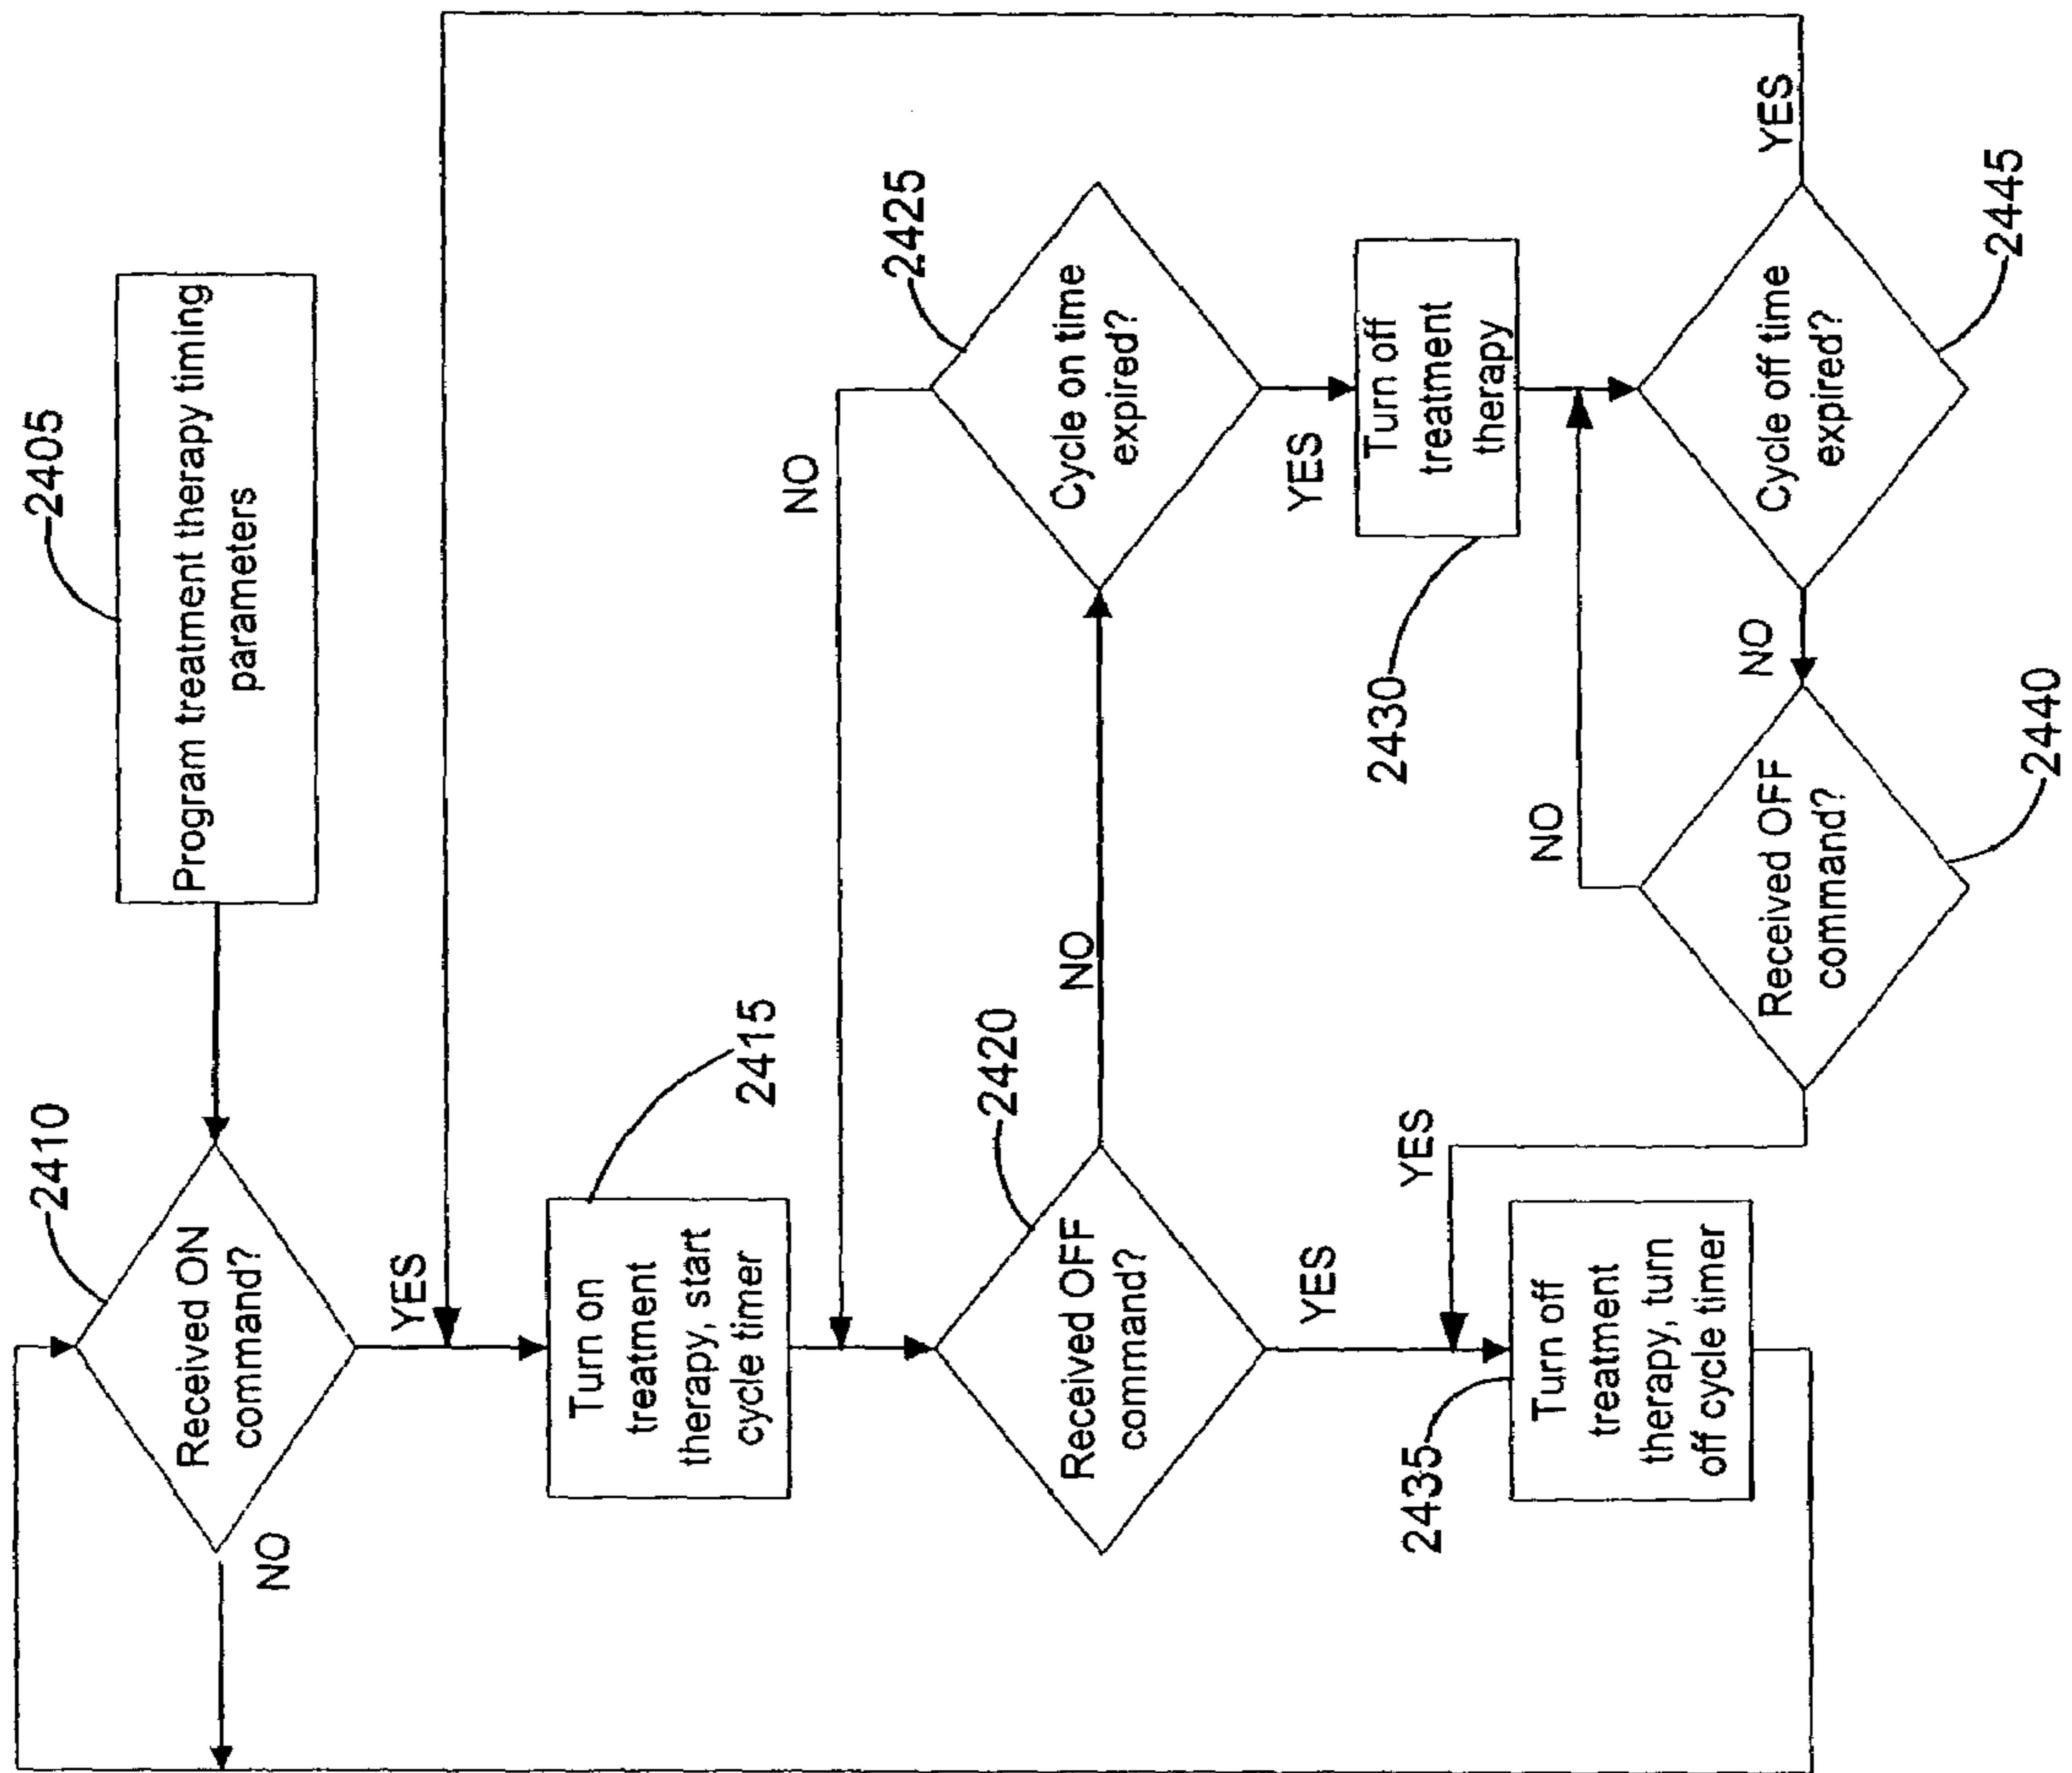 2405
Program treatment therapy timing
parameters
2410
Received ON
command?
NO
YES
2415
Turn on
treatment
therapy, start
cycle timer
2420
Received OFF
command?
NO
YES
2425
Cycle on time
expired?
NO
YES
2430
Turn off
treatment
therapy
2435
Turn off
treatment
therapy, turn
off cycle timer
2440
Received OFF
command?
NO
YES
2445
Cycle off time
expired?
NO
YES